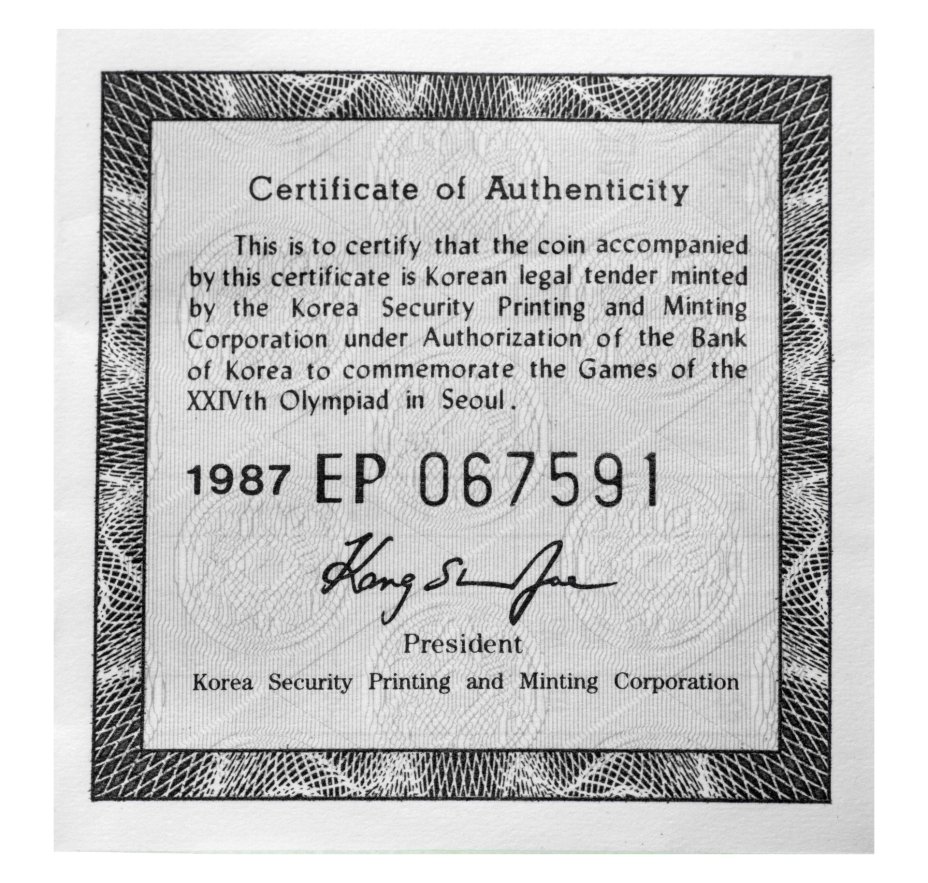 Certificate of Authenticity
This is to certify that the coin accompanied
by this certificate is Korean legal tender minted
by the Korea Security Printing and Minting
Corporation under Authorization of the Bank
of Korea to commemorate the Games of the
XXIVth Olympiad in Seoul.
1987 EP 067591
President
Korea Security Printing and Minting Corporation